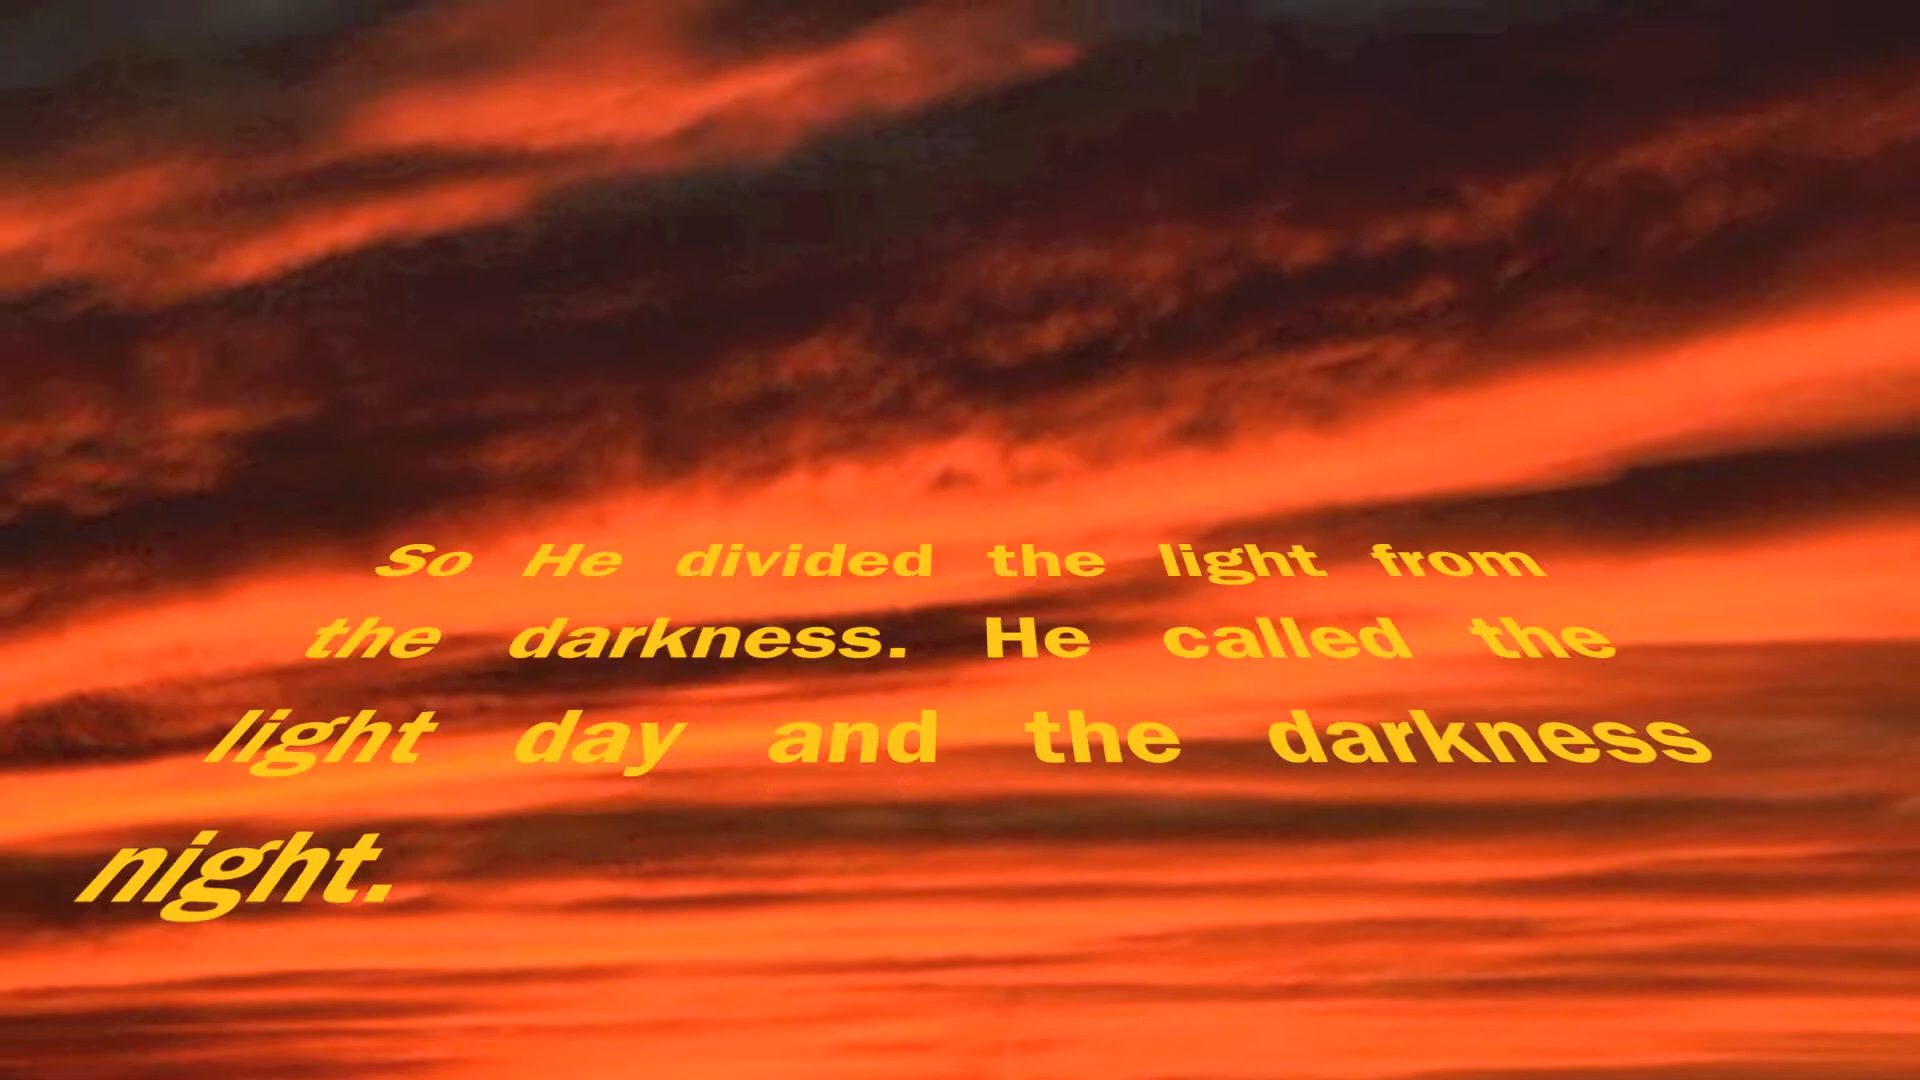 So He divided the light from
the darkness. He called the
light day and the darkness
night.